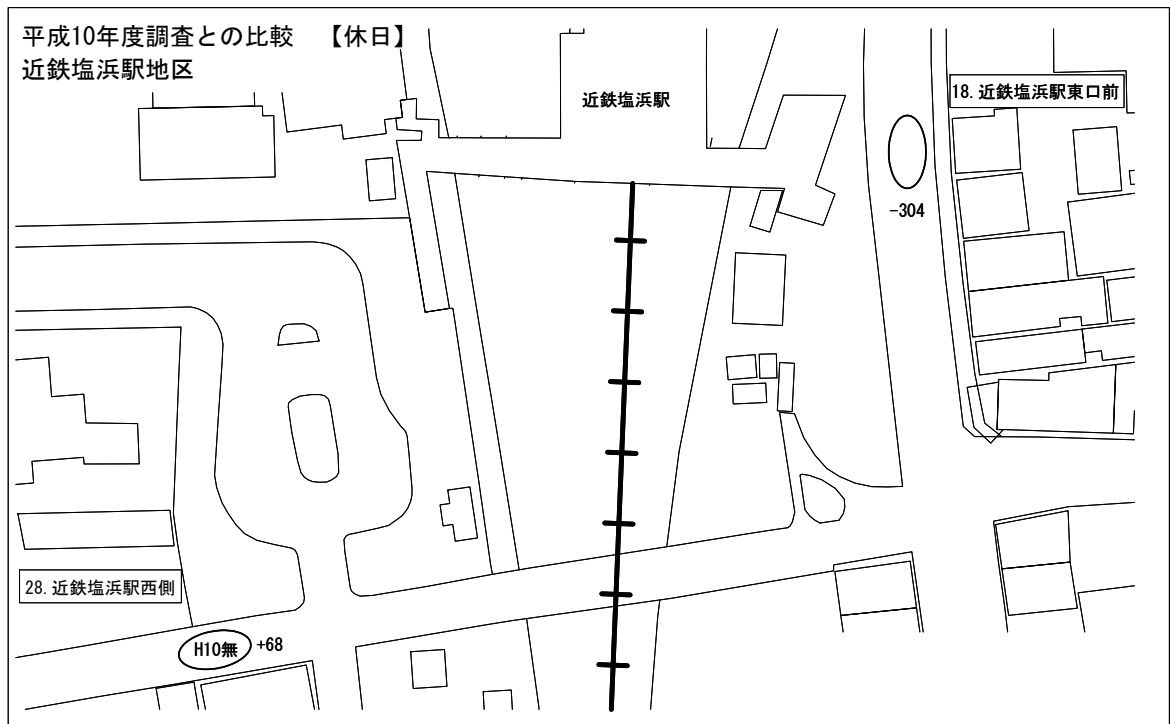 平成10年度調査との比較　【休日】
近鉄塩浜駅地区
近鉄塩浜駅
18. 近鉄塩浜駅東口前
-304
28. 近鉄塩浜駅西側
H10無 +68